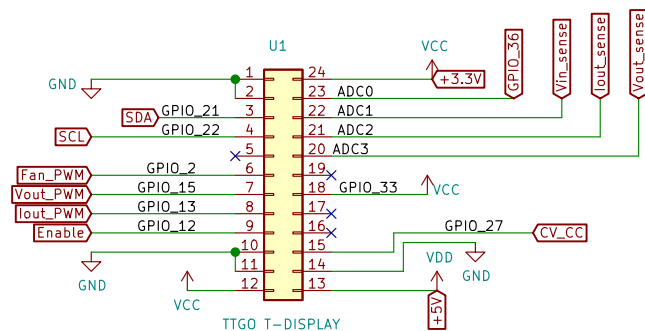 U1
VCC
GPIO_36
Vin_sense
Iout_sense
Vout_sense
GND
1
24
+3.3V
2
23
ADC0
SDA
GPIO_21
3
22
ADC1
SCL
GPIO_22
4
21
ADC2
5
20
ADC3
Fan_PWM
GPIO_2
6
19
Vout_PWM
GPIO_15
7
18
GPIO_33
VCC
Iout_PWM
GPIO_13
8
17
Enable
GPIO_12
9
16
GPIO_27
CV_CC
10
15
GND
11
14
VDD
GND
VCC
12
13
+5V
TTGO T-DISPLAY